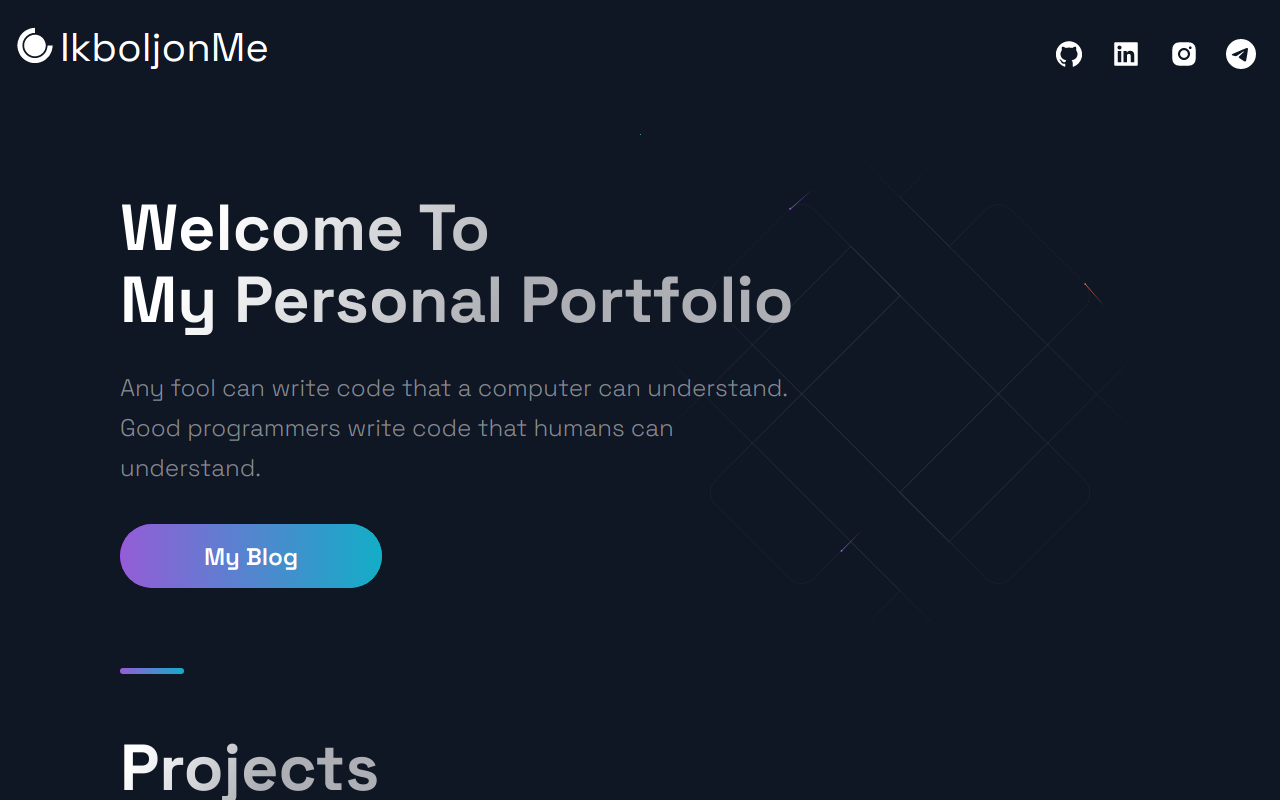 IkboljonMe
Welcome To
My Personal Portfolio
Any fool can write code that a computer can understand.
Good programmers write code that humans can
understand.
My Blog
Projects